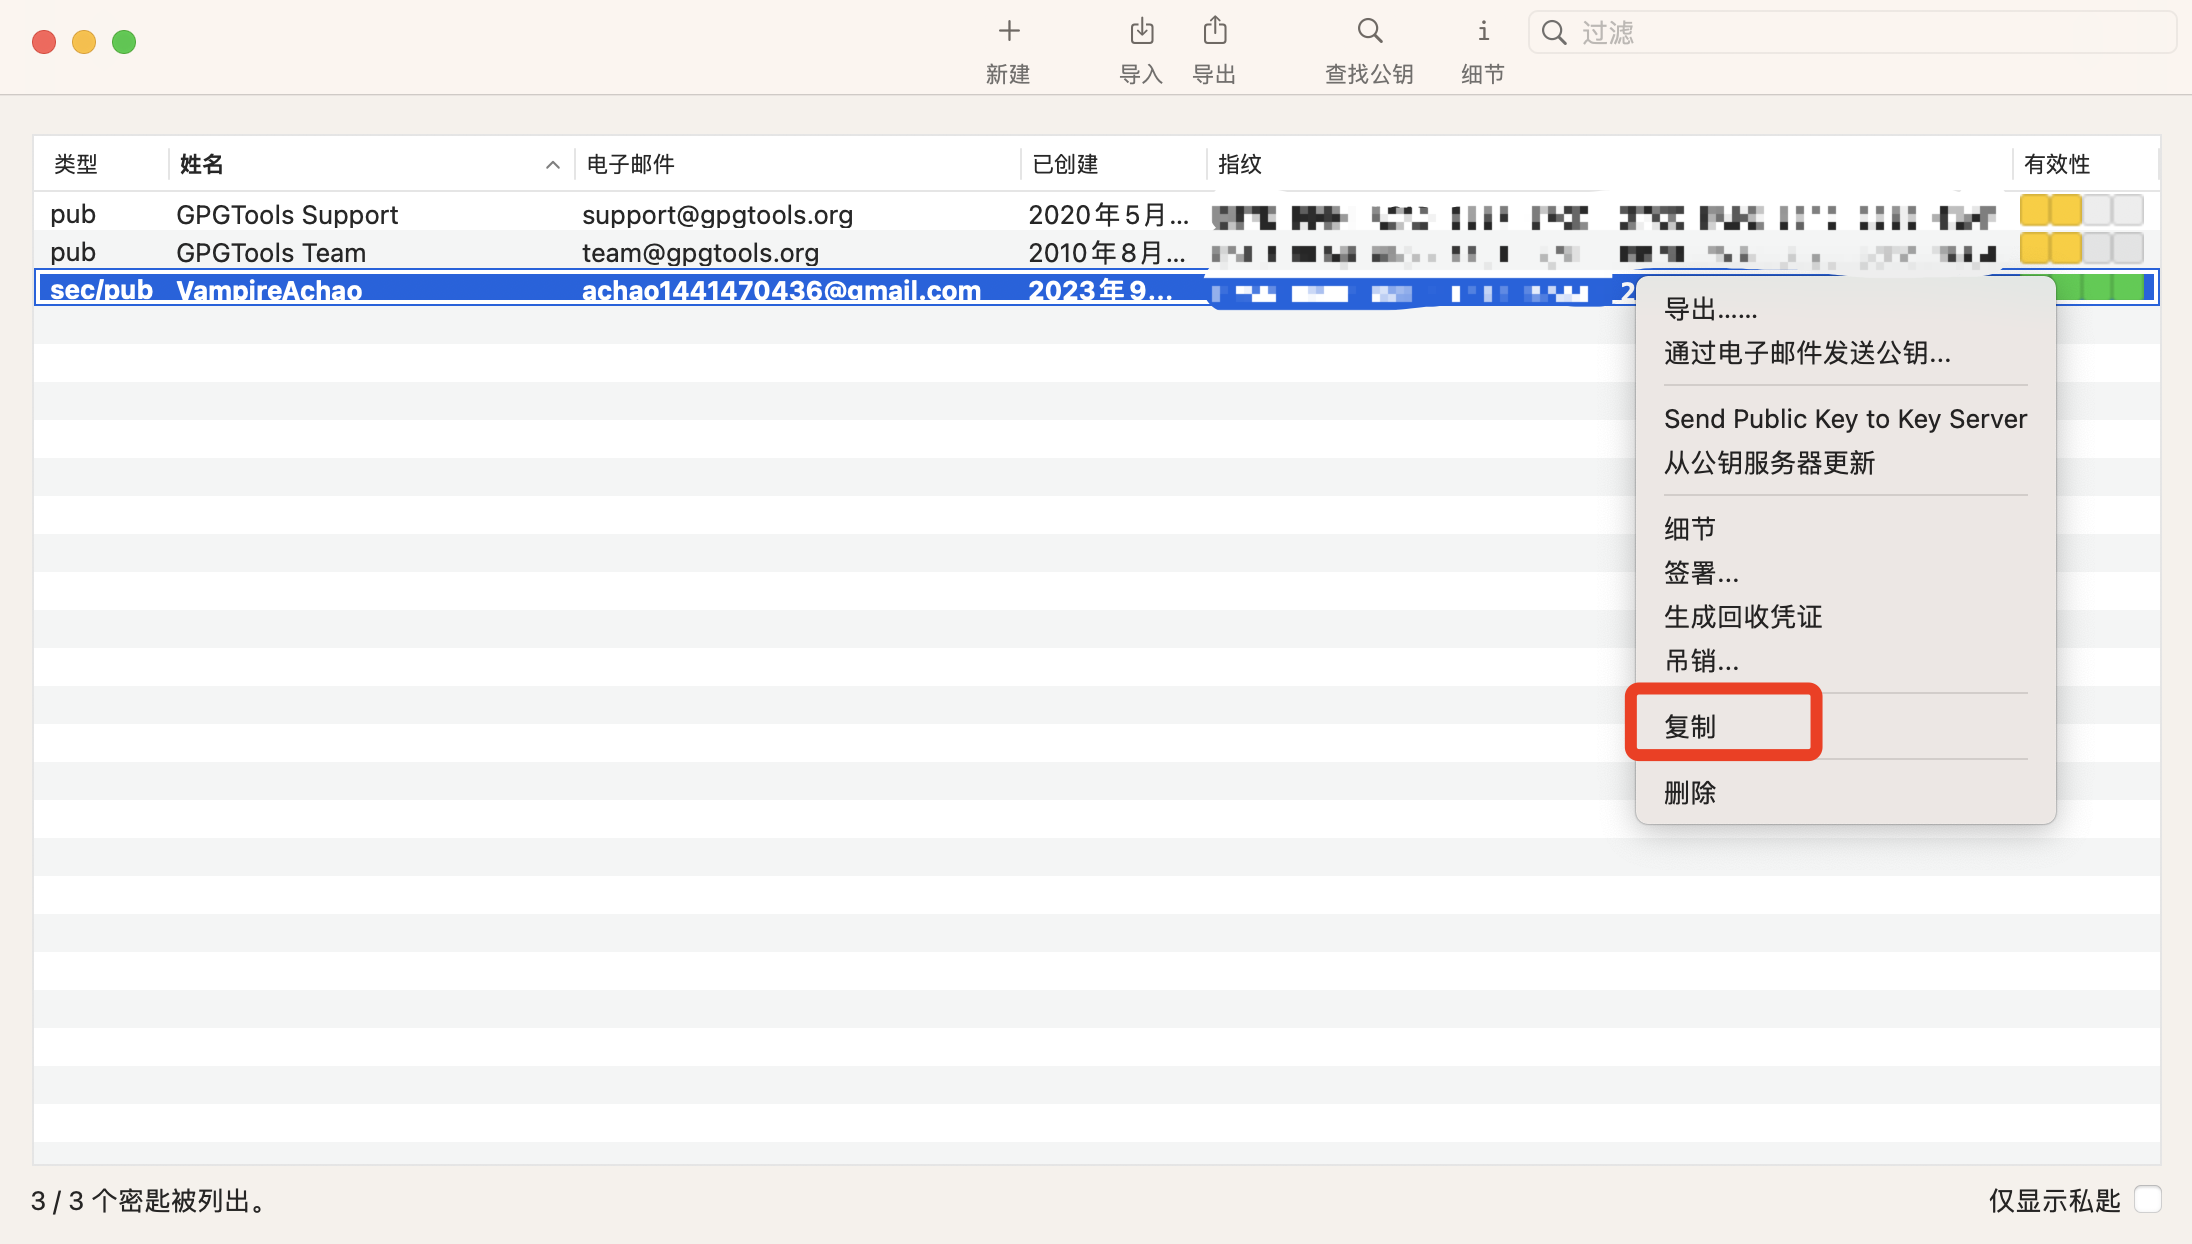 新建
导入
导出
查找公钥
细节
过滤
类型 姓名 电子邮件 已创建 指纹 有效性
pub GPGTools Support support@gpgtools.org 2020年5月...
pub GPGTools Team team@gpgtools.org 2010年8月...
sec/pub VampireAchao achao1441470436@gmail.com 2023年9... 2
导出......
通过电子邮件发送公钥...
Send Public Key to Key Server
从公钥服务器更新
细节
签署...
生成回收凭证
吊销...
复制
删除
3 / 3 个密匙被列出。
仅显示私匙